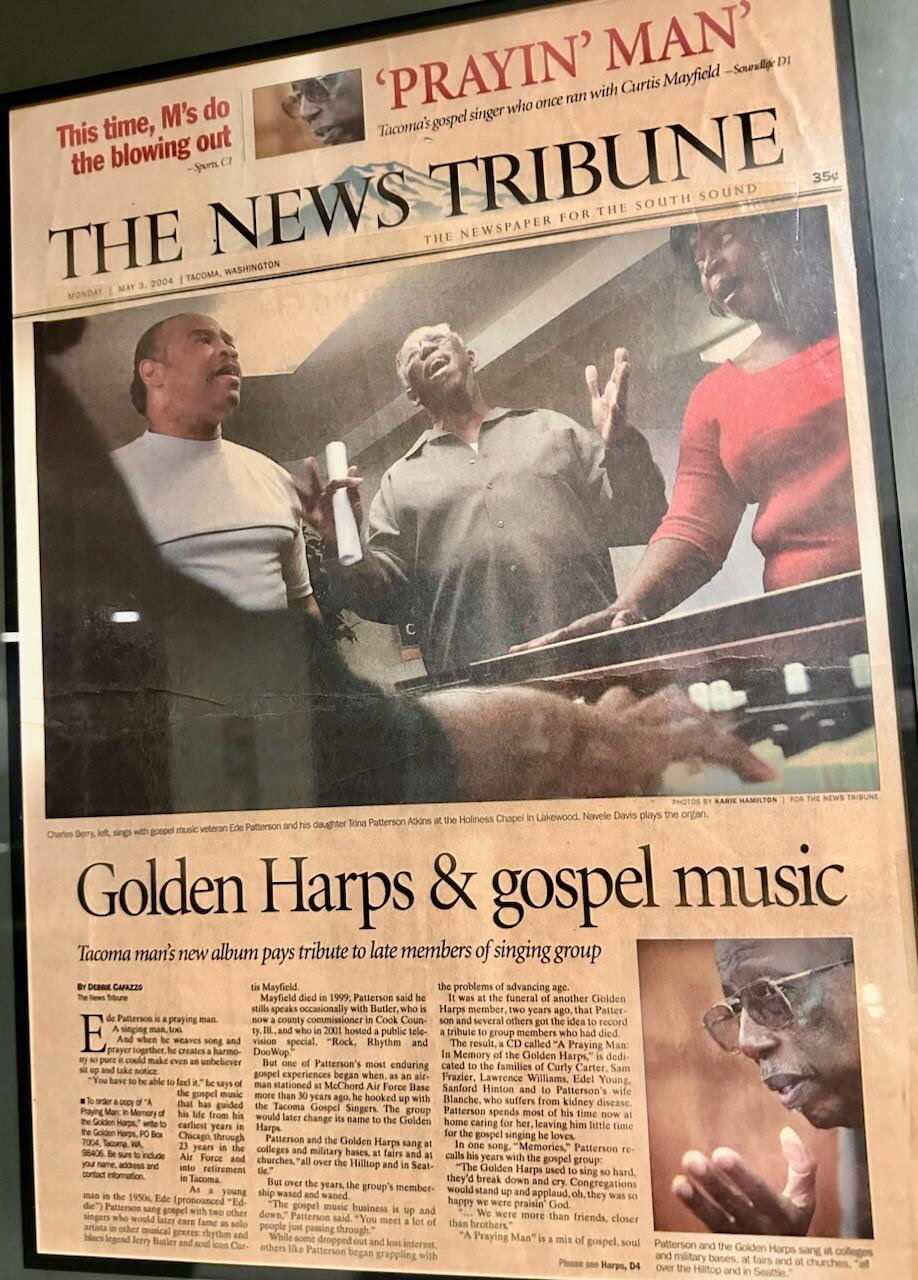 This time, M's do
the blowing out
– Sports, C1
'PRAYIN' MAN'
Tacoma's gospel singer who once ran with Curtis Mayfield – Soundlife D1
THE NEWS TRIBUNE
35¢
THE NEWSPAPER FOR THE SOUTH SOUND
MONDAY | MAY 3, 2004 | TACOMA, WASHINGTON
C
PHOTOS BY KARIE HAMILTON | FOR THE NEWS TRIBUNE
Charles Berry, left, sings with gospel music veteran Ede Patterson and his daughter Trina Patterson Atkins at the Holiness Chapel in Lakewood. Navele Davis plays the organ.
Golden Harps & gospel music
Tacoma man's new album pays tribute to late members of singing group
BY DEBBIE CAFAZZO
The News Tribune
Ede Patterson is a praying man.
A singing man, too.
And when he weaves song and
prayer together, he creates a harmo-
ny so pure it could make even an unbeliever
sit up and take notice.
"You have to be able to feel it," he says of
the gospel music
that has guided
his life from his
earliest years in
Chicago, through
23 years in the
Air Force and
into retirement
in Tacoma.
As a young
man in the 1950s, Ede (pronounced "Ed-
die") Patterson sang gospel with two other
singers who would later earn fame as solo
artists in other musical genres: rhythm and
blues legend Jerry Butler and soul icon Cur-
■ To order a copy of "A
Praying Man: In Memory of
the Golden Harps," write to
the Golden Harps, PO Box
7004, Tacoma, WA,
98406. Be sure to include
your name, address and
contact information.
tis Mayfield.
Mayfield died in 1999; Patterson said he
stills speaks occasionally with Butler, who is
now a county commissioner in Cook Coun-
ty, Ill., and who in 2001 hosted a public tele-
vision special, "Rock, Rhythm and
DooWop."
But one of Patterson's most enduring
gospel experiences began when, as an air-
man stationed at McChord Air Force Base
more than 30 years ago, he hooked up with
the Tacoma Gospel Singers. The group
would later change its name to the Golden
Harps.
Patterson and the Golden Harps sang at
colleges and military bases, at fairs and at
churches, "all over the Hilltop and in Seat-
tle."
But over the years, the group's member-
ship waxed and waned.
"The gospel music business is up and
down," Patterson said. "You meet a lot of
people just passing through."
While some dropped out and lost interest,
others like Patterson began grappling with
the problems of advancing age.
It was at the funeral of another Golden
Harps member, two years ago, that Patter-
son and several others got the idea to record
a tribute to group members who had died.
The result, a CD called "A Praying Man:
In Memory of the Golden Harps," is dedi-
cated to the families of Curly Carter, Sam
Frazier, Lawrence Williams, Edel Young,
Sanford Hinton and to Patterson's wife
Blanche, who suffers from kidney disease.
Patterson spends most of his time now at
home caring for her, leaving him little time
for the gospel singing he loves.
In one song, "Memories," Patterson re-
calls his years with the gospel group:
"The Golden Harps used to sing so hard,
they'd break down and cry. Congregations
would stand up and applaud, oh, they was so
happy we were praisin' God.
"... We were more than friends, closer
than brothers."
"A Praying Man" is a mix of gospel, soul
Please see Harps, D4
Patterson and the Golden Harps sang at colleges
and military bases, at fairs and at churches, "all
over the Hilltop and in Seattle."